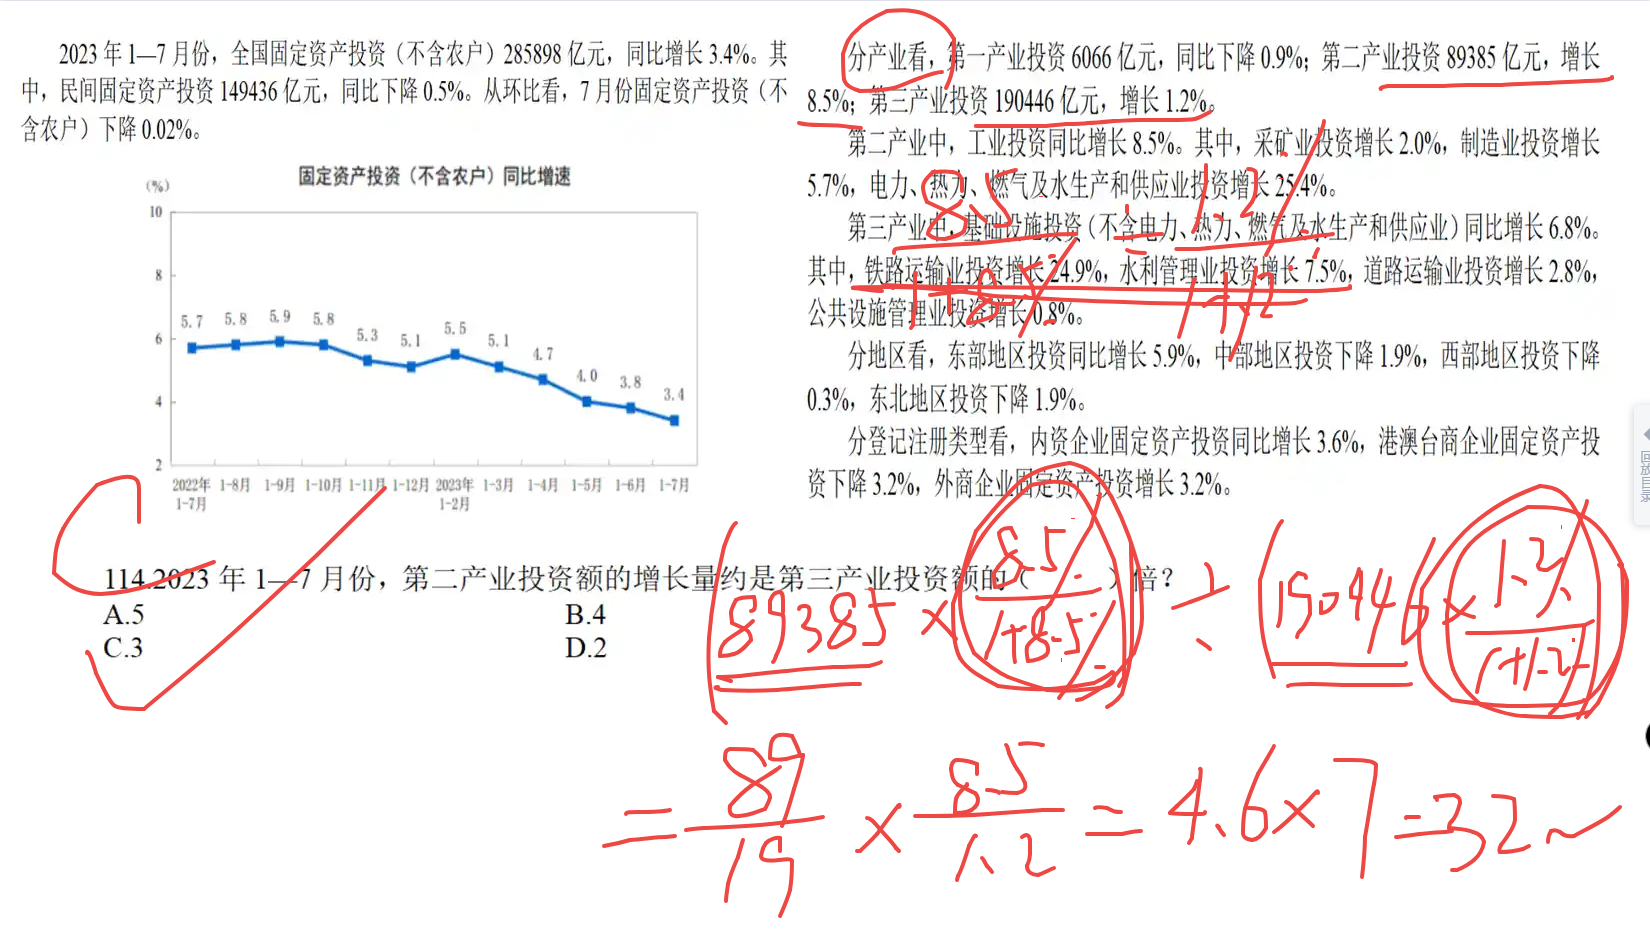 2023 年 1—7 月份，全国固定资产投资（不含农户）285898 亿元，同比增长 3.4%。其
中，民间固定资产投资 149436 亿元，同比下降 0.5%。从环比看，7 月份固定资产投资（不
含农户）下降 0.02%。
固定资产投资（不含农户）同比增速
(%)
10
8
6
4
2
5.7 5.8 5.9 5.8 5.3 5.1 5.5 5.1 4.7 4.0 3.8 3.4
2022年 1-8月 1-9月 1-10月 1-11月 1-12月 2023年 1-3月 1-4月 1-5月 1-6月 1-7月
1-7月 1-2月
分产业看，第一产业投资 6066 亿元，同比下降 0.9%；第二产业投资 89385 亿元，增长
8.5%；第三产业投资 190446 亿元，增长 1.2%。
第二产业中，工业投资同比增长 8.5%。其中，采矿业投资增长 2.0%，制造业投资增长
5.7%，电力、热力、燃气及水生产和供应业投资增长 25.4%。
第三产业中，基础设施投资（不含电力、热力、燃气及水生产和供应业）同比增长 6.8%。
其中，铁路运输业投资增长 24.9%，水利管理业投资增长 7.5%，道路运输业投资增长 2.8%，
公共设施管理业投资增长 0.8%。
分地区看，东部地区投资同比增长 5.9%，中部地区投资下降 1.9%，西部地区投资下降
0.3%，东北地区投资下降 1.9%。
分登记注册类型看，内资企业固定资产投资同比增长 3.6%，港澳台商企业固定资产投
资下降 3.2%，外商企业固定资产投资增长 3.2%。
8.5 ÷ 1.2
1+8.5 1+1.2
114.2023 年 1—7 月份，第二产业投资额的增长量约是第三产业投资额的（ ）倍？
A.5
B.4
C.3
D.2
89385 × 8.5 ÷ 190446 × 1.2
1+8.5 1+1.2
= 89 × 8.5 = 4.6×7=32
19 1.2
回放目录